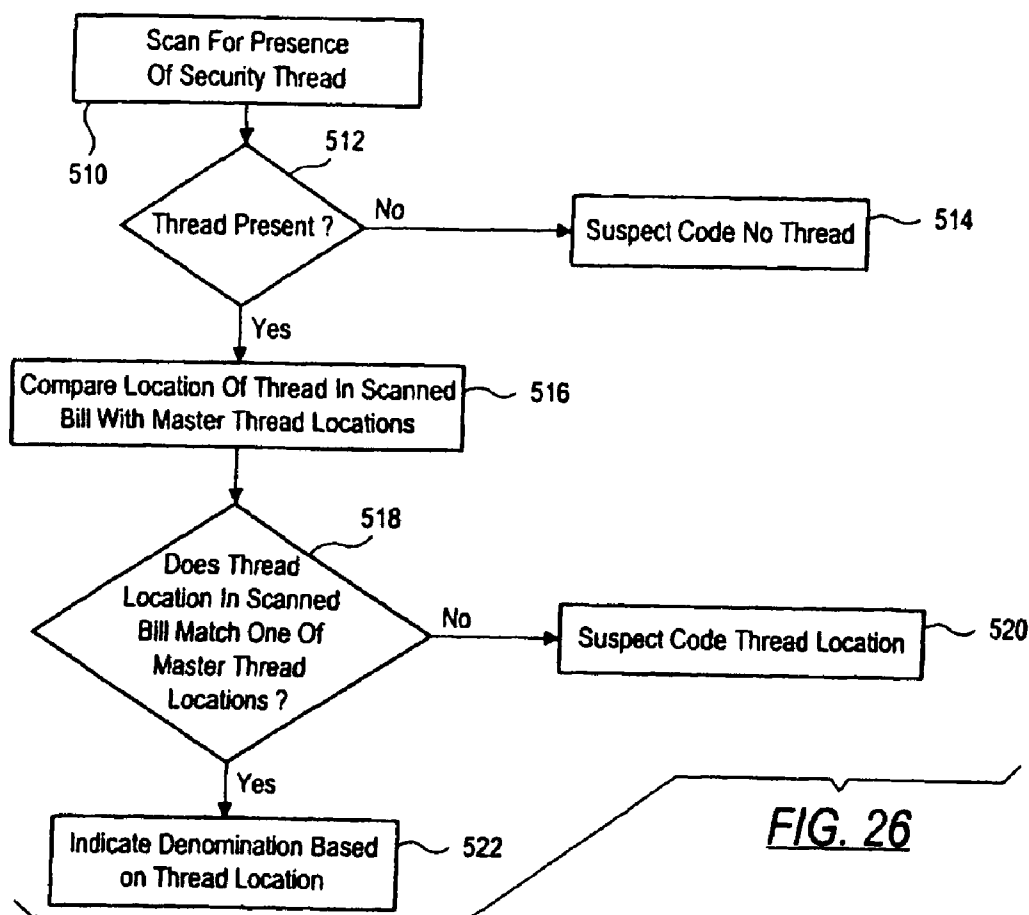 Scan For Presence
Of Security Thread
510
512
Thread Present ?
No
Suspect Code No Thread
514
Yes
Compare Location Of Thread In Scanned
Bill With Master Thread Locations
516
518
Does Thread
Location In Scanned
Bill Match One Of
Master Thread
Locations ?
No
Suspect Code Thread Location
520
Yes
Indicate Denomination Based
on Thread Location
522
FIG. 26